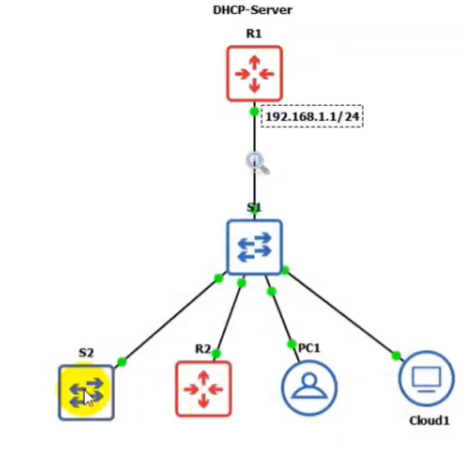 DHCP-Server
R1
192.168.1.1/24
S1
S2
R2
PC1
Cloud1